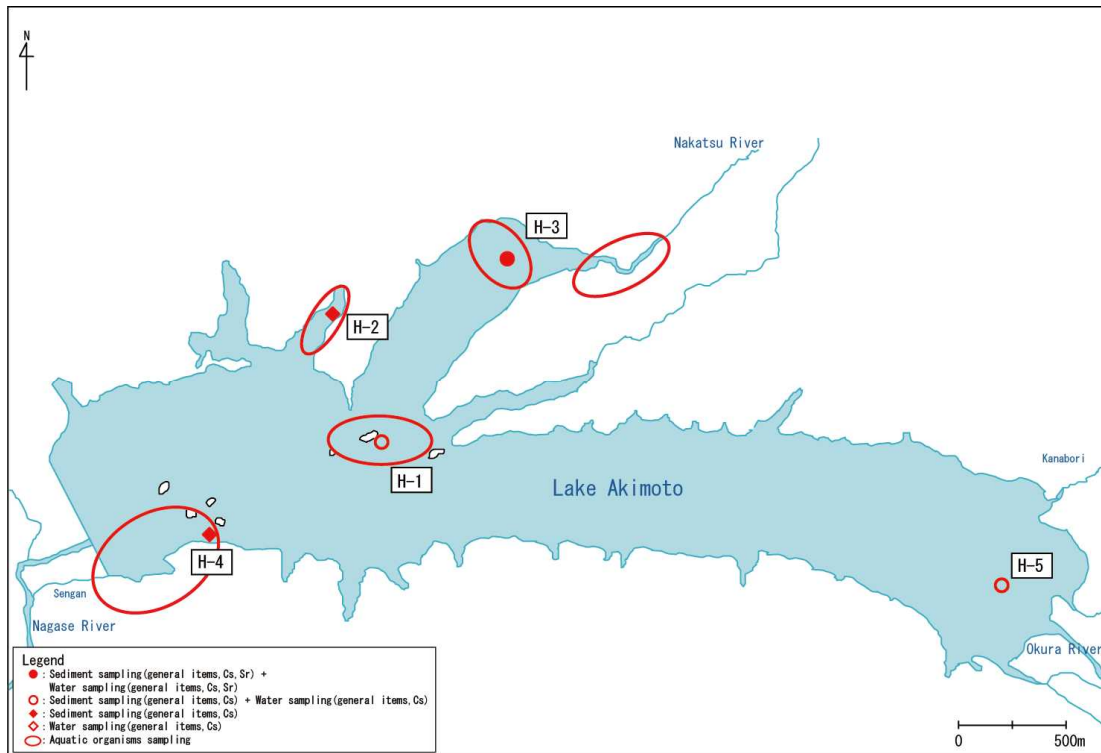 N
Nakatsu River
H-3
H-2
H-1
Lake Akimoto
Kanabori
H-4
H-5
Sengan
Nagase River
Okura River
Legend
: Sediment sampling(general items,Cs,Sr) +
Water sampling(general items,Cs,Sr)
: Sediment sampling(general items,Cs) + Water sampling(general items,Cs)
: Sediment sampling(general items,Cs)
: Water sampling(general items,Cs)
: Aquatic organisms sampling
0 500m